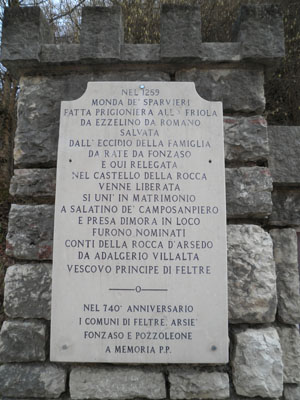 NEL 1259
MONDA DE' SPARVIERI
FATTA PRIGIONIERA ALL' FRIOLA
DA EZZELINO DA ROMANO
SALVATA
DALL' ECCIDIO DELLA FAMIGLIA
DA RATE DA FONZASO
E QUI RELEGATA
NEL CASTELLO DELLA ROCCA
VENNE LIBERATA
SI UNI' IN MATRIMONIO
A SALATINO DE' CAMPOSANPIERO
E PRESA DIMORA IN LOCO
FURONO NOMINATI
CONTI DELLA ROCCA D'ARSEDO
DA ADALGERIO VILLALTA
VESCOVO PRINCIPE DI FELTRE
NEL 740° ANNIVERSARIO
I COMUNI DI FELTRE, ARSIE'
FONZASO E POZZOLEONE
A MEMORIA P.P.